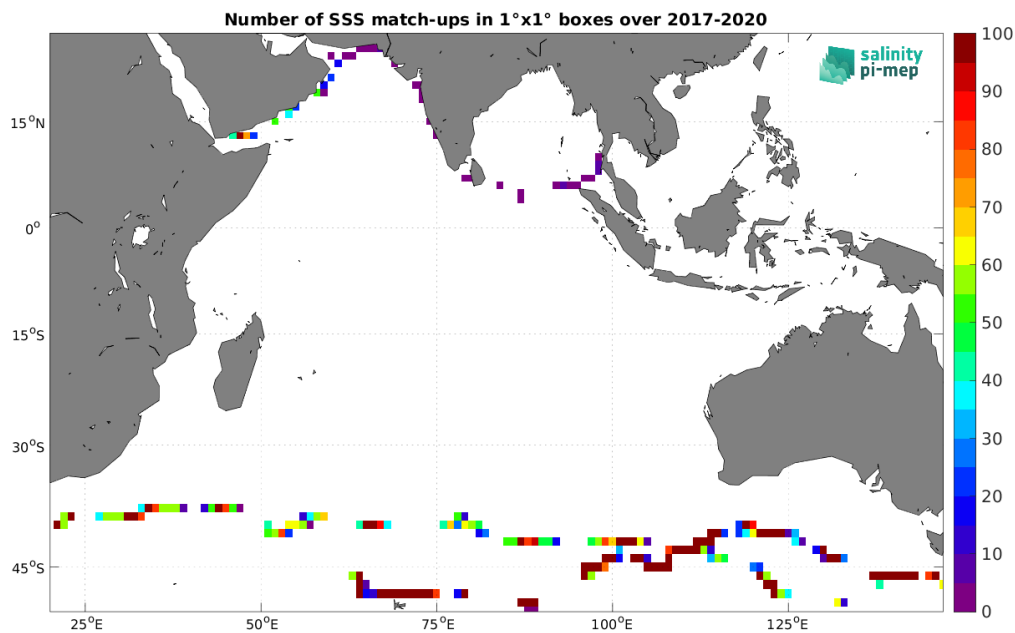 Number of SSS match-ups in 1°x1° boxes over 2017-2020
salinity
pi-mep
15°N
0°
15°S
30°S
45°S
25°E
50°E
75°E
100°E
125°E
100
90
80
70
60
50
40
30
20
10
0